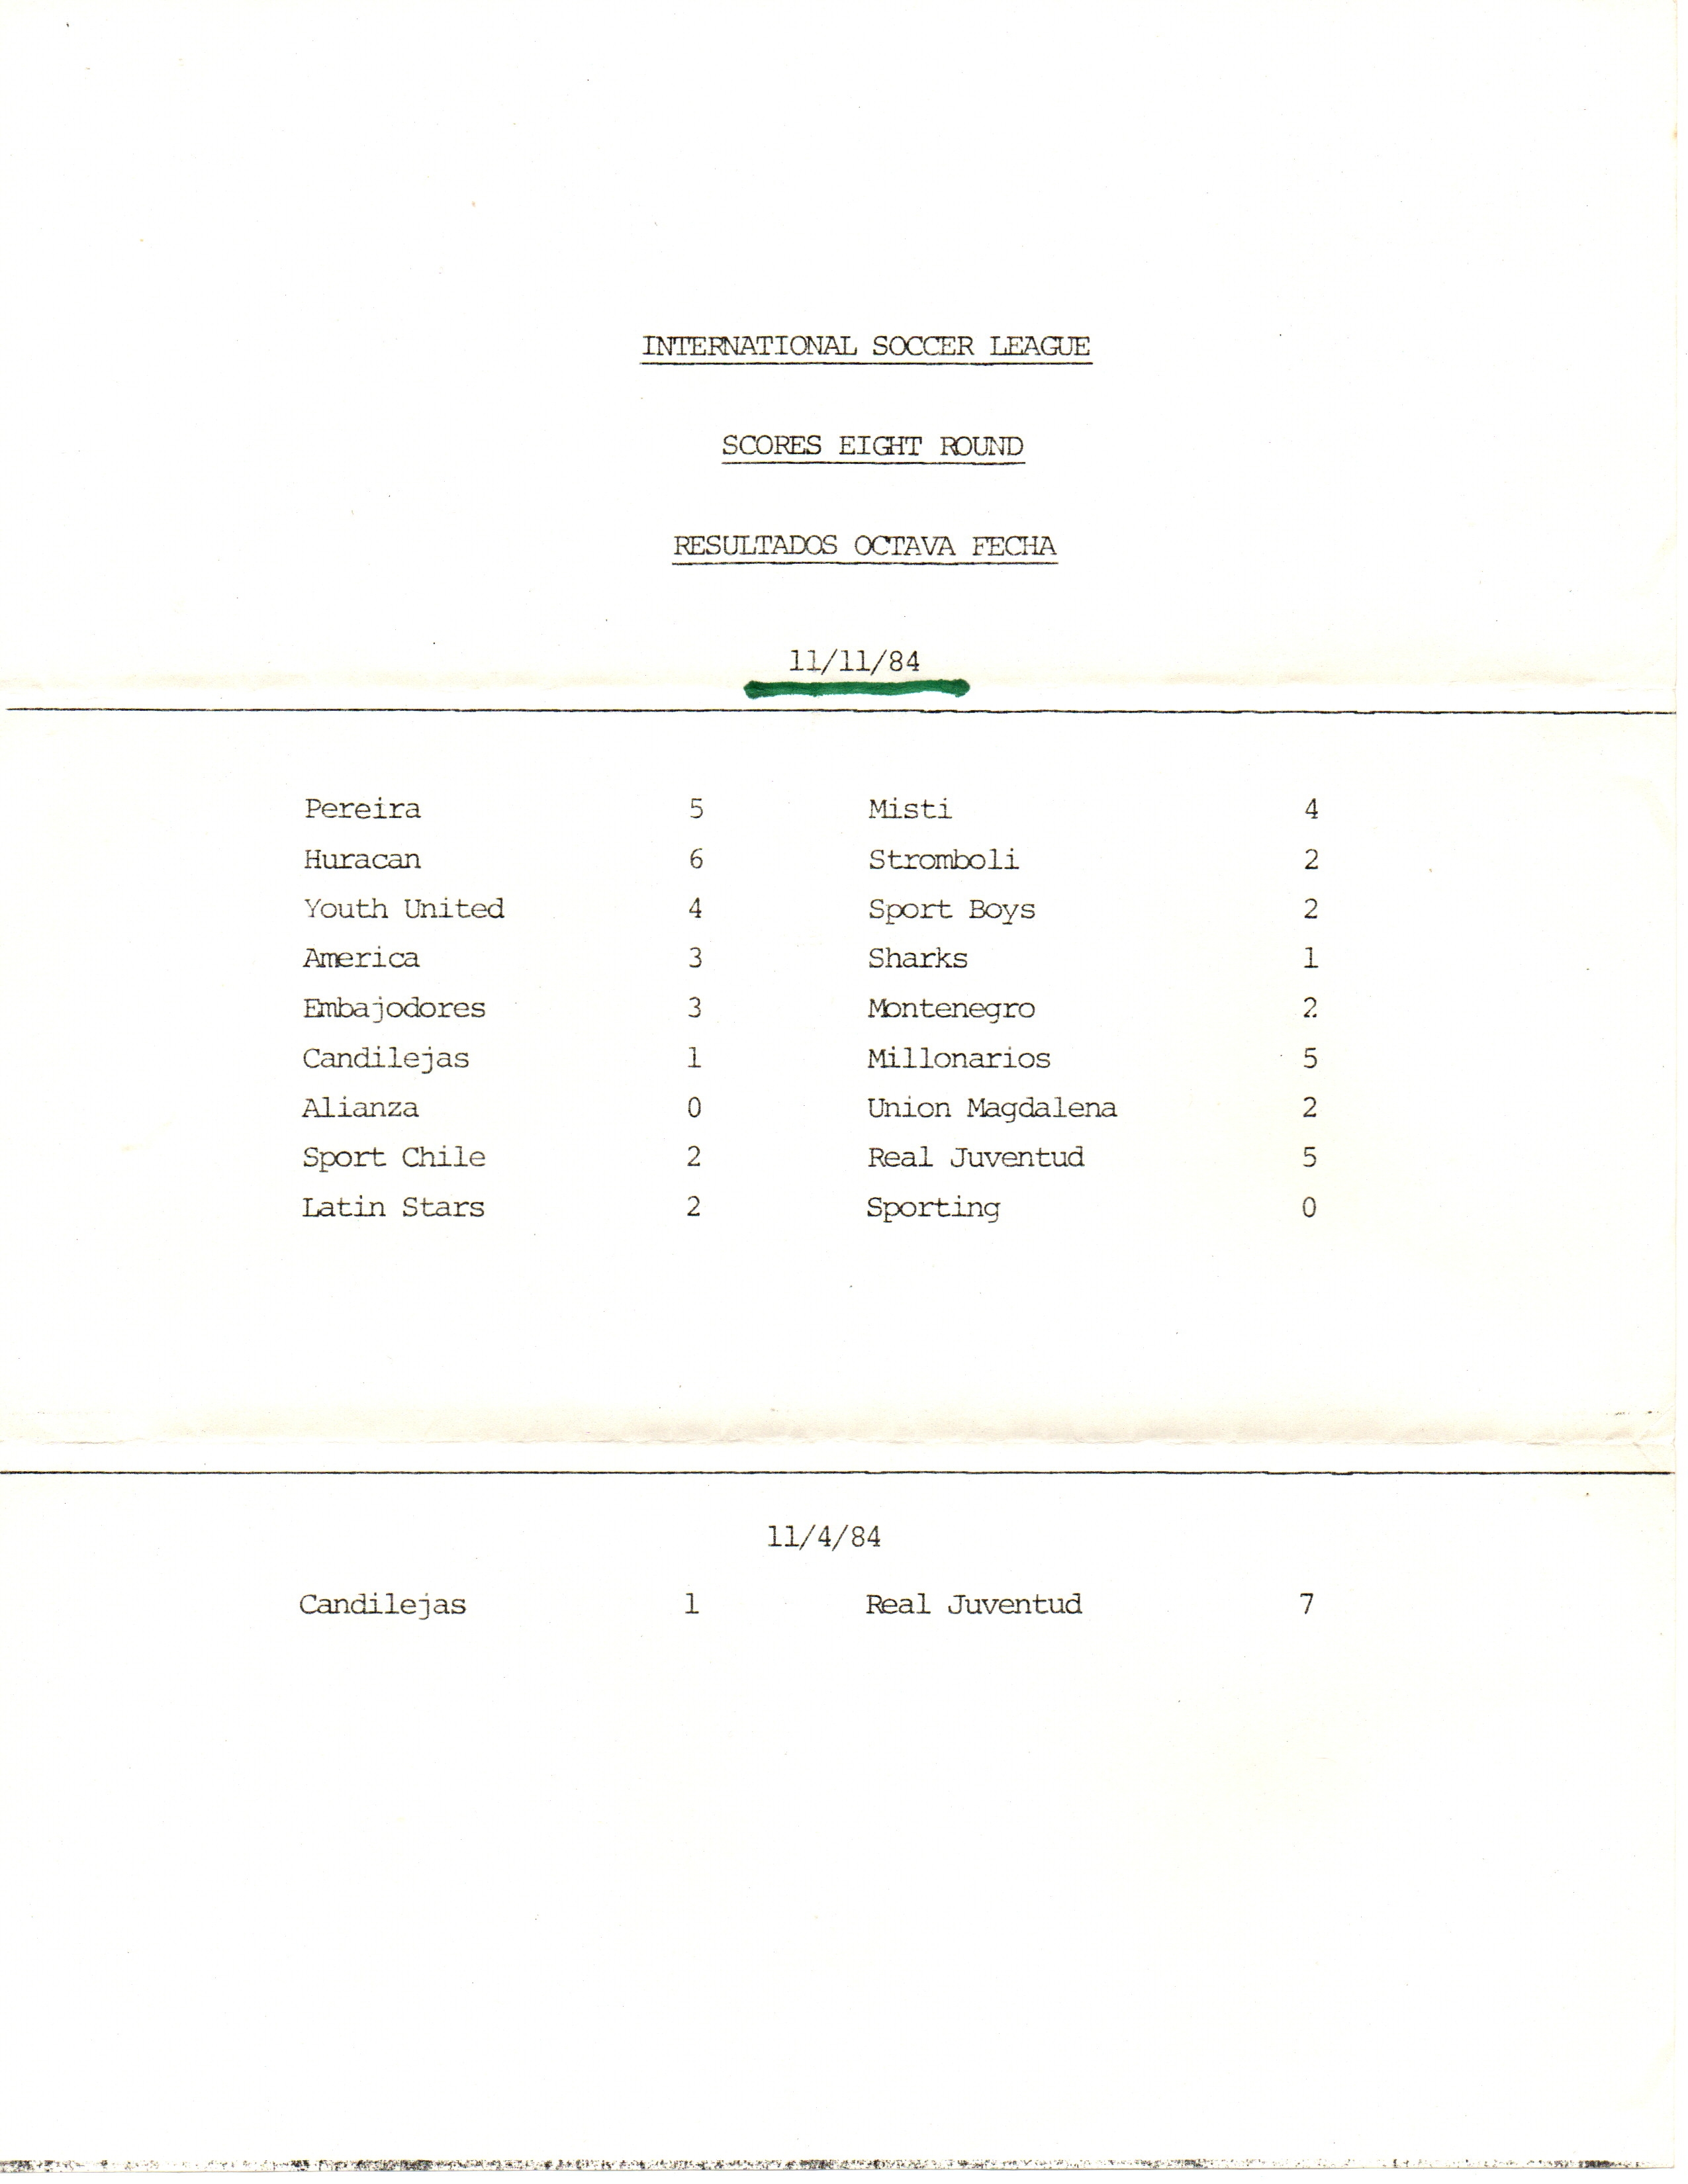 INTERNATIONAL SOCCER LEAGUE
SCORES EIGHT ROUND
RESULTADOS OCTAVA FECHA
11/11/84
Pereira 5 Misti 4
Huracan 6 Stromboli 2
Youth United 4 Sport Boys 2
America 3 Sharks 1
Embajodores 3 Montenegro 2
Candilejas 1 Millonarios 5
Alianza 0 Union Magdalena 2
Sport Chile 2 Real Juventud 5
Latin Stars 2 Sporting 0
11/4/84
Candilejas 1 Real Juventud 7